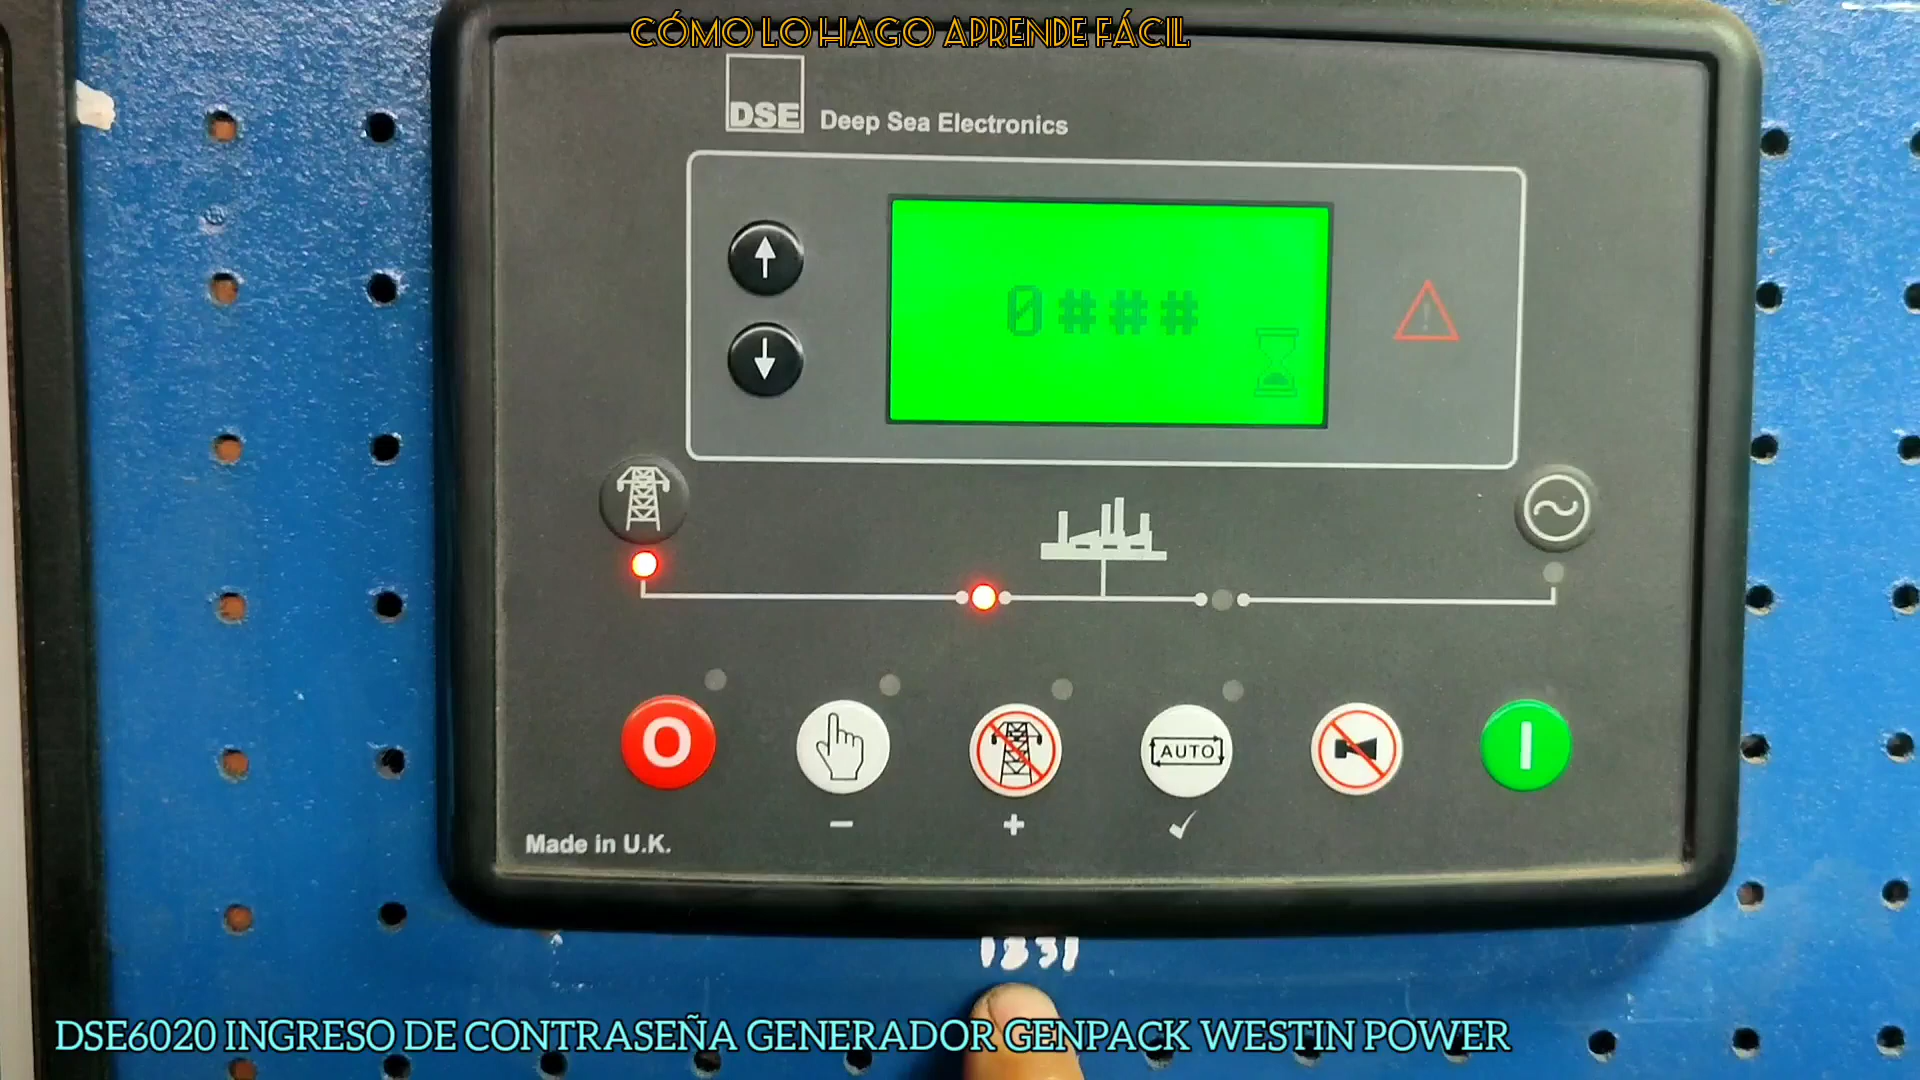 CÓMO LO HAGO APRENDE FÁCIL
DSE Deep Sea Electronics
0###
O
AUTO
I
- + ✓
Made in U.K.
1831
DSE6020 INGRESO DE CONTRASEÑA GENERADOR GENPACK WESTIN POWER